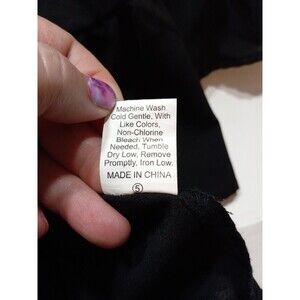 Machine Wash
Cold Gentle, With
Like Colors,
Non-Chlorine
Bleach When
Needed, Tumble
Dry Low, Remove
Promptly, Iron Low.
MADE IN CHINA
5